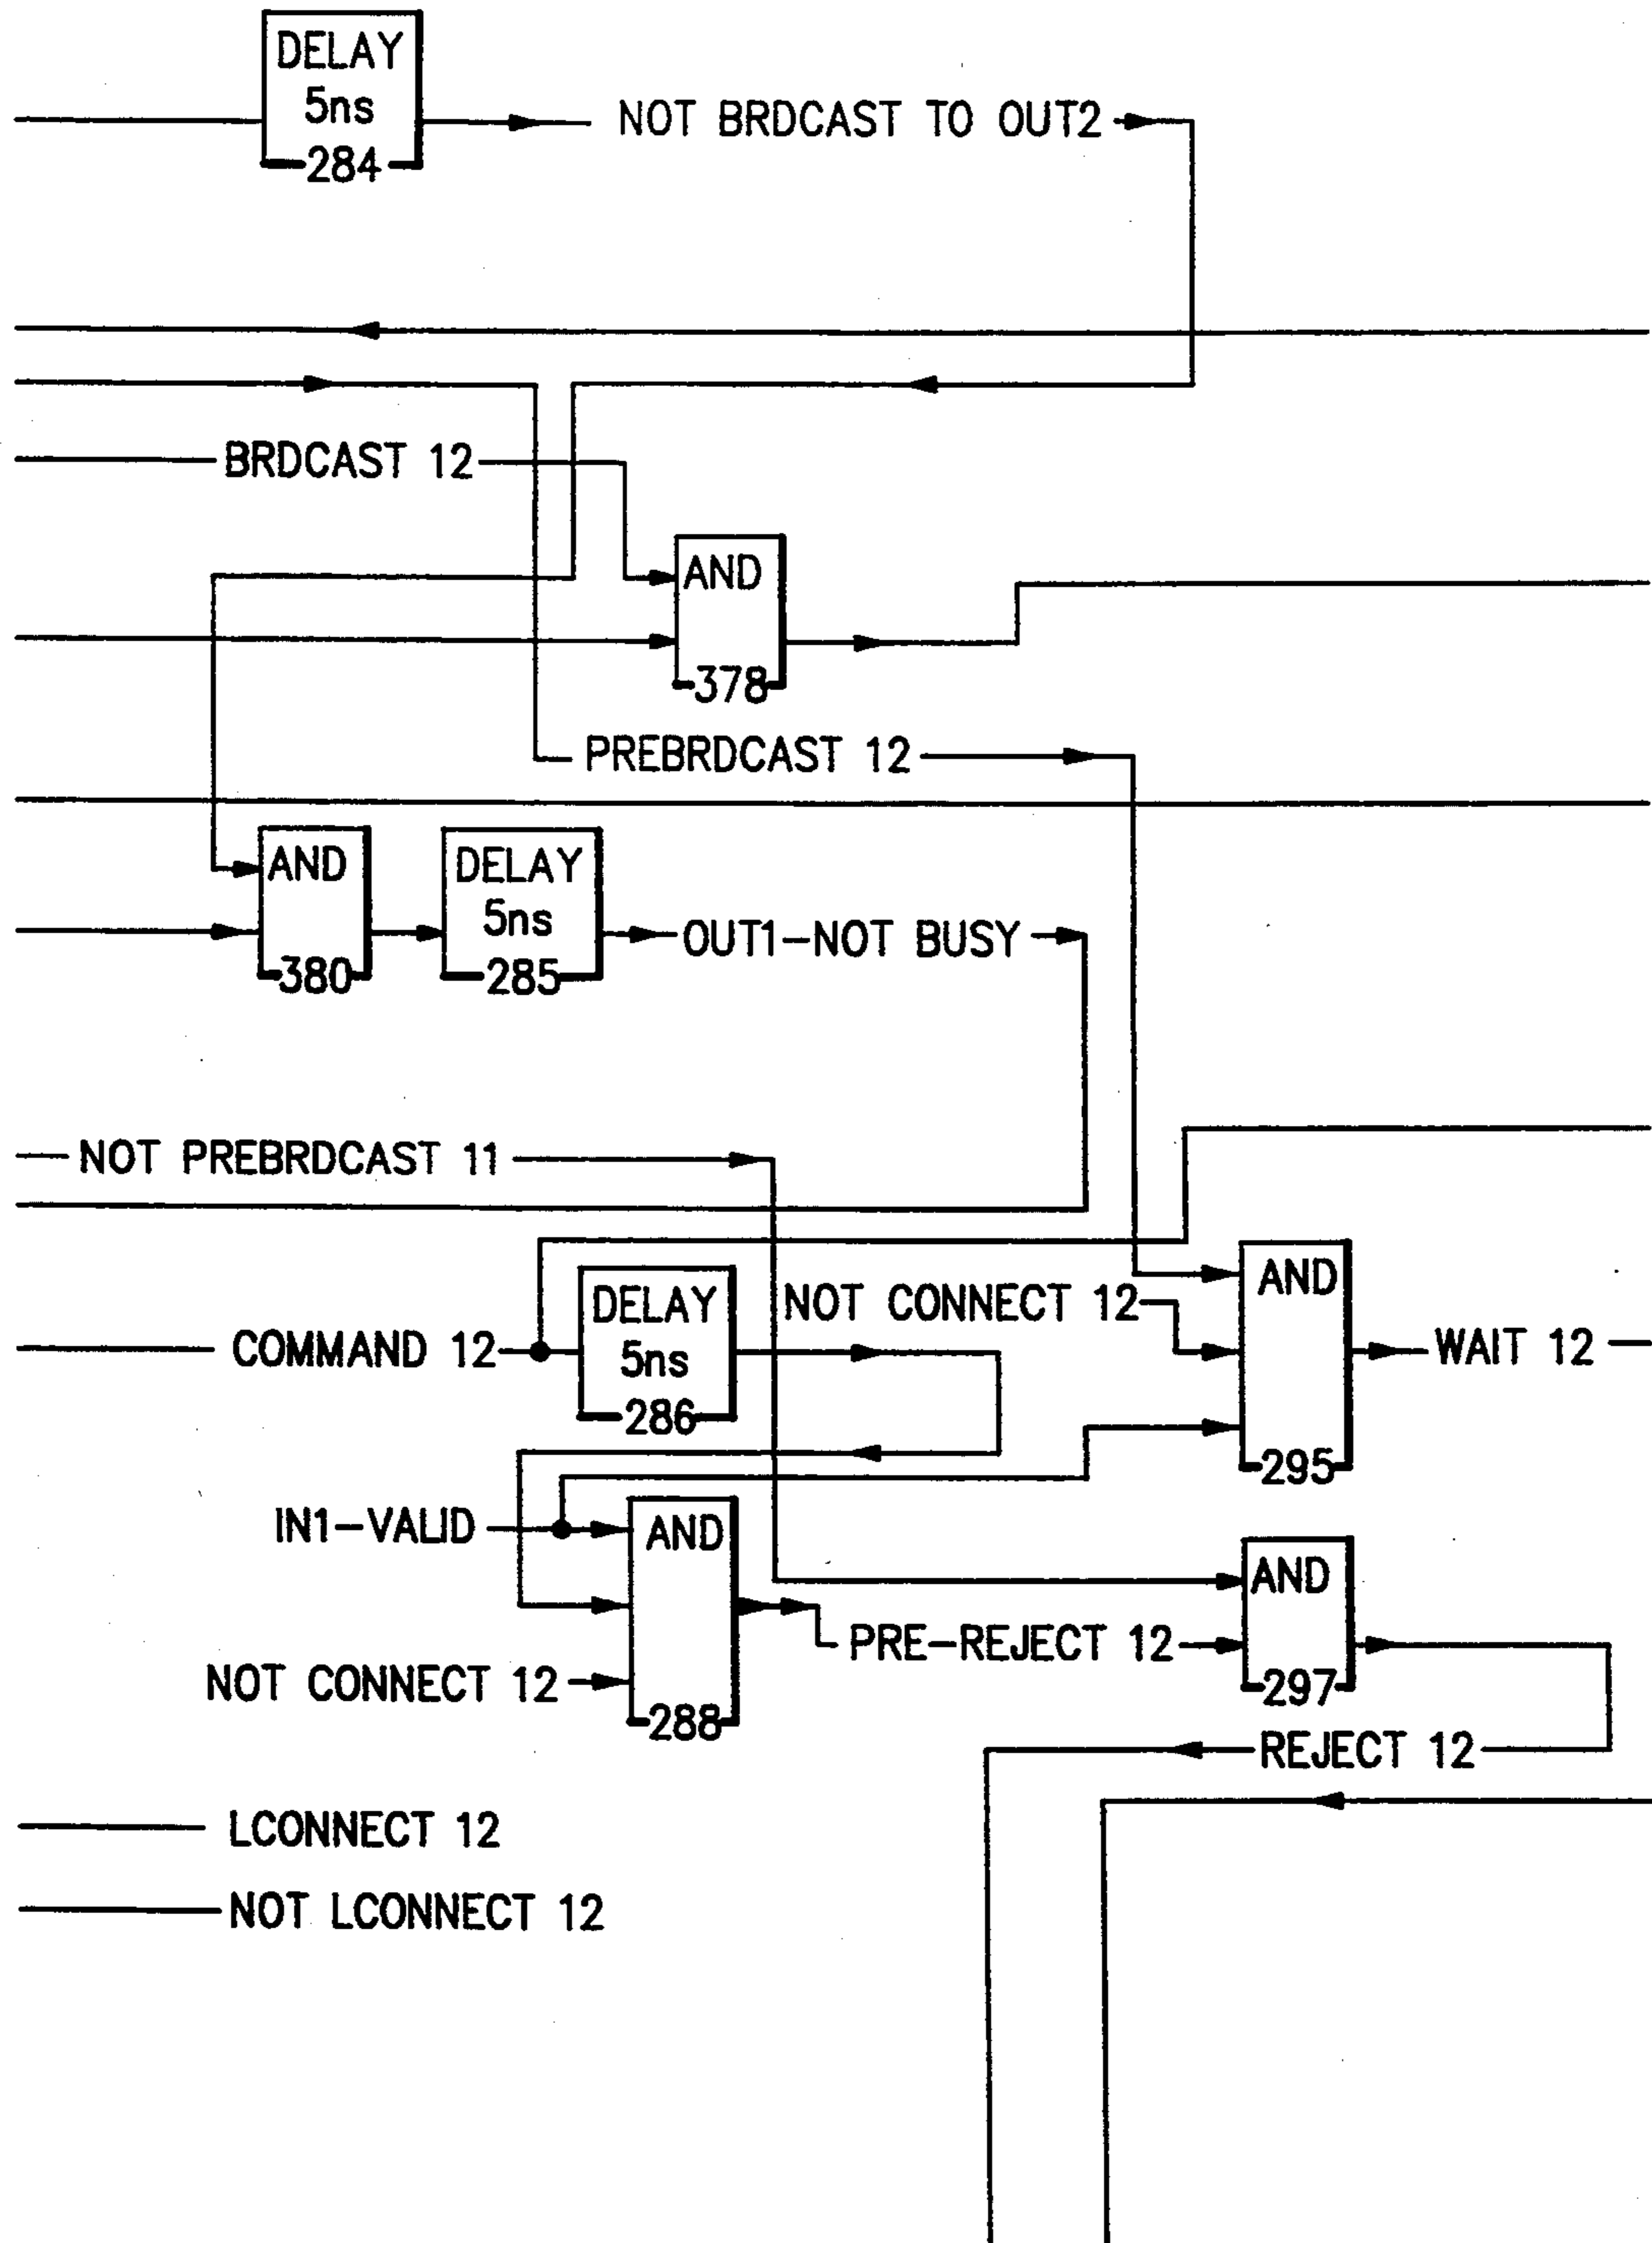 DELAY
5ns
284
NOT BRDCAST TO OUT2
BRDCAST 12
AND
378
PREBRDCAST 12
AND
380
DELAY
5ns
285
OUT1-NOT BUSY
NOT PREBRDCAST 11
COMMAND 12
DELAY
5ns
286
NOT CONNECT 12
AND
295
WAIT 12
IN1-VALID
AND
288
NOT CONNECT 12
PRE-REJECT 12
AND
297
REJECT 12
LCONNECT 12
NOT LCONNECT 12